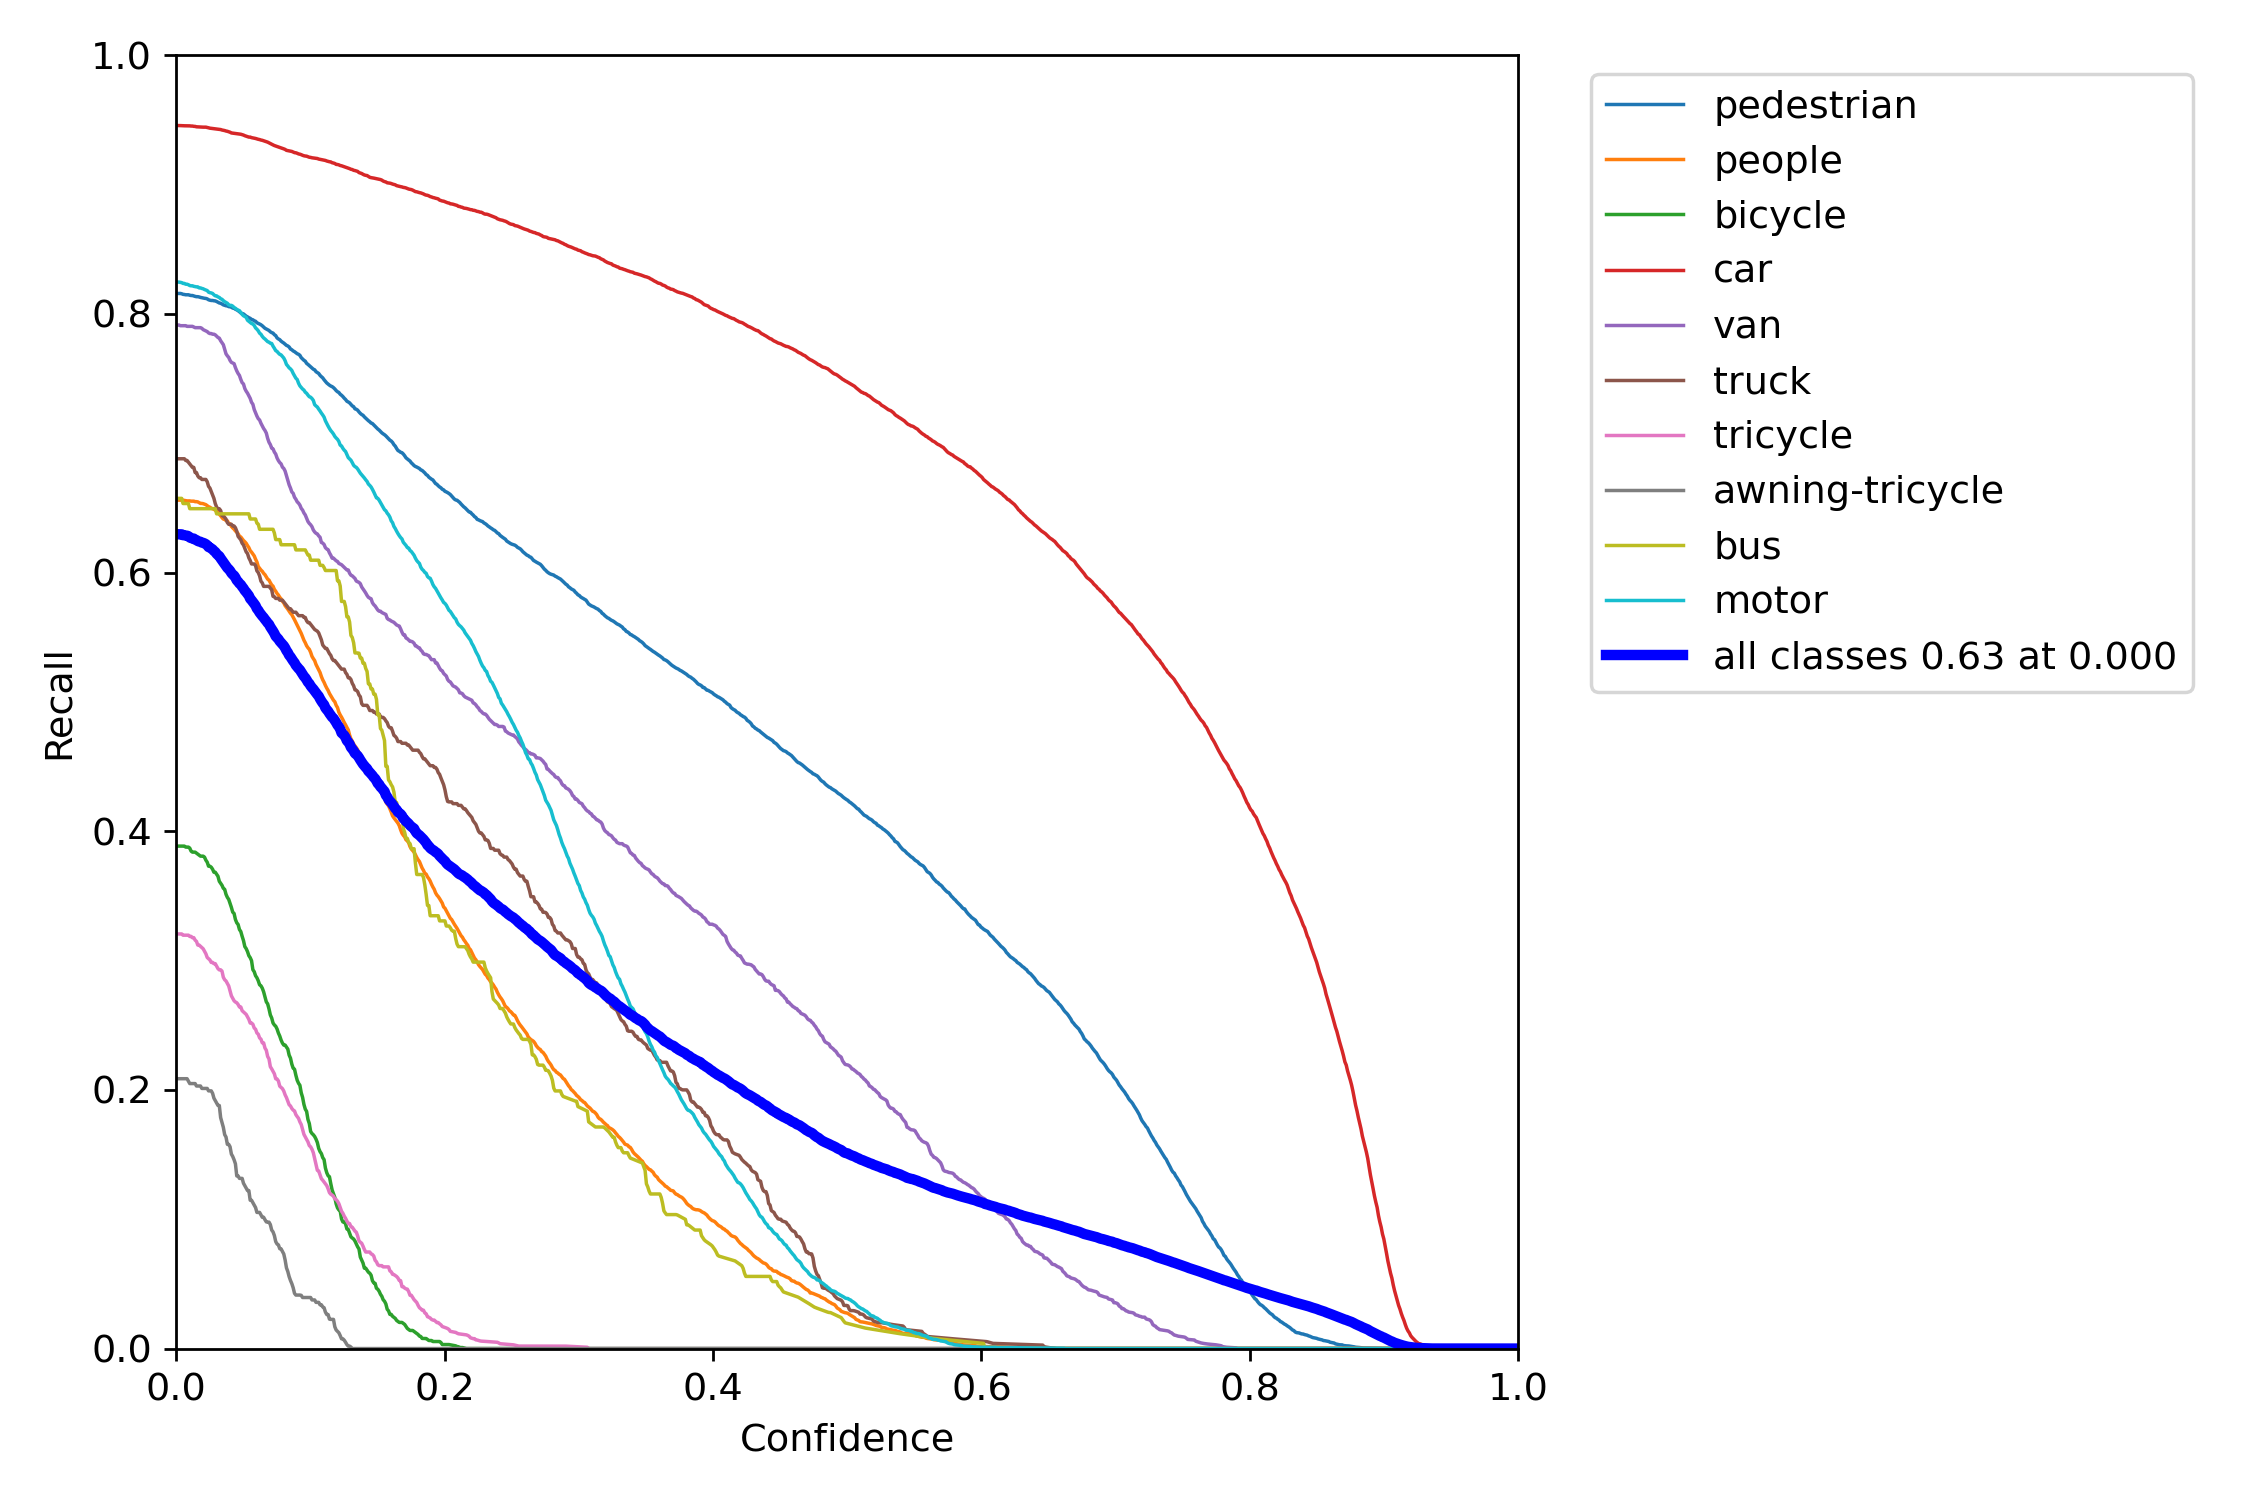 1.0
0.8
0.6
0.4
0.2
0.0
Recall
0.0 0.2 0.4 0.6 0.8 1.0
Confidence
pedestrian
people
bicycle
car
van
truck
tricycle
awning-tricycle
bus
motor
all classes 0.63 at 0.000